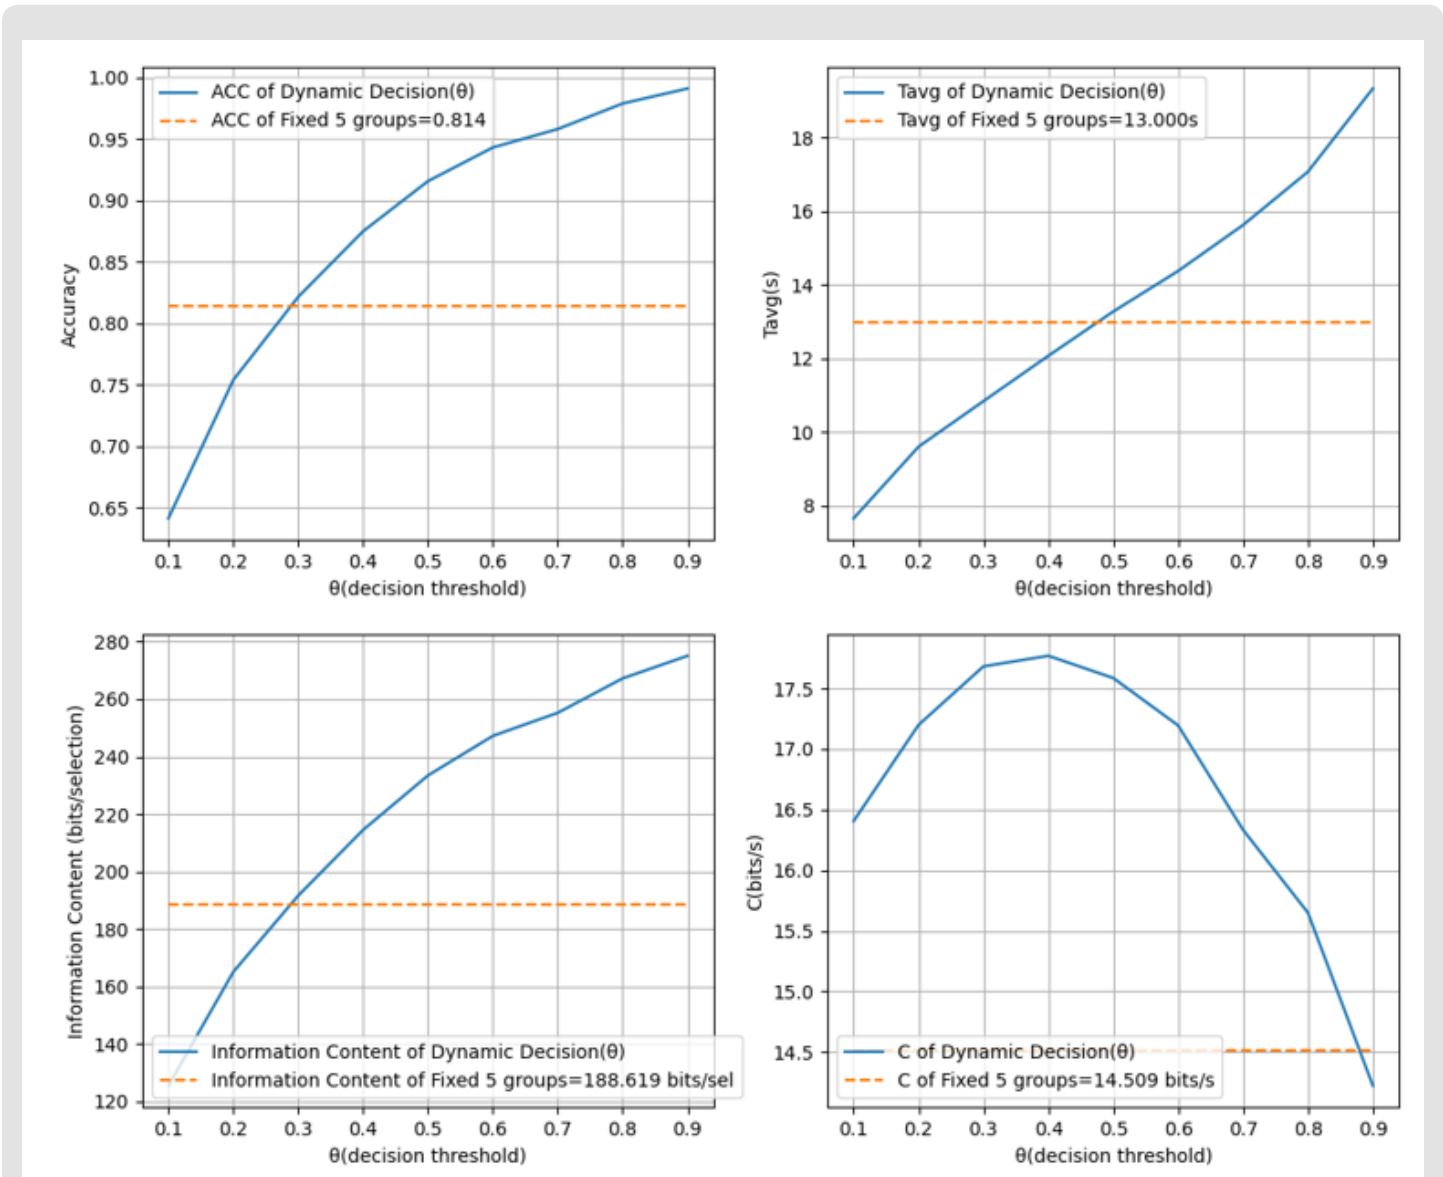 ACC of Dynamic Decision(θ)
ACC of Fixed 5 groups=0.814
1.00
0.95
0.90
0.85
0.80
0.75
0.70
0.65
Accuracy
0.1 0.2 0.3 0.4 0.5 0.6 0.7 0.8 0.9
θ(decision threshold)
Tavg of Dynamic Decision(θ)
Tavg of Fixed 5 groups=13.000s
18
16
14
12
10
8
Tavg(s)
0.1 0.2 0.3 0.4 0.5 0.6 0.7 0.8 0.9
θ(decision threshold)
280
260
240
220
200
180
160
140
120
Information Content (bits/selection)
Information Content of Dynamic Decision(θ)
Information Content of Fixed 5 groups=188.619 bits/sel
0.1 0.2 0.3 0.4 0.5 0.6 0.7 0.8 0.9
θ(decision threshold)
17.5
17.0
16.5
16.0
15.5
15.0
14.5
C(bits/s)
C of Dynamic Decision(θ)
C of Fixed 5 groups=14.509 bits/s
0.1 0.2 0.3 0.4 0.5 0.6 0.7 0.8 0.9
θ(decision threshold)